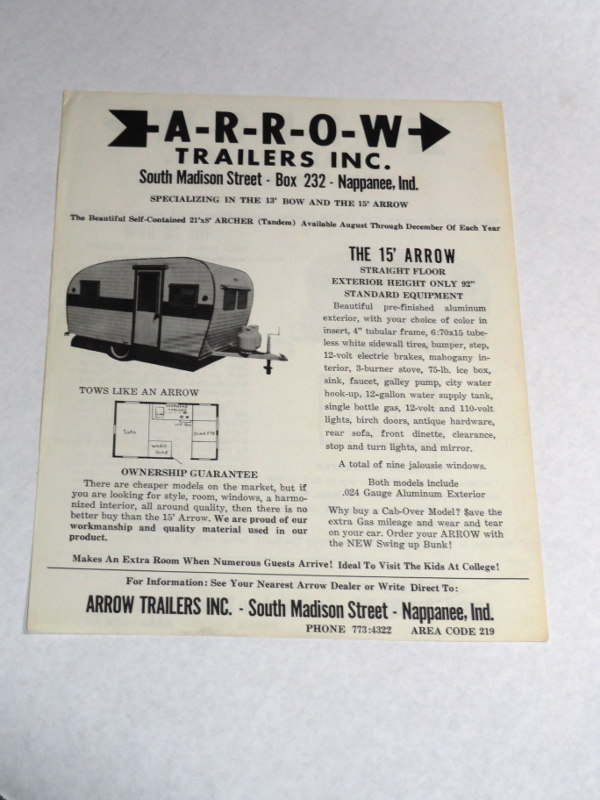 A-R-R-O-W
TRAILERS INC.
South Madison Street - Box 232 - Nappanee, Ind.
SPECIALIZING IN THE 13' BOW AND THE 15' ARROW
The Beautiful Self-Contained 21'x8' ARCHER (Tandem) Available August Through December Of Each Year
THE 15' ARROW
STRAIGHT FLOOR
EXTERIOR HEIGHT ONLY 92"
STANDARD EQUIPMENT
Beautiful pre-finished aluminum
exterior, with your choice of color in
insert, 4" tubular frame, 6:70x15 tube-
less white sidewall tires, bumper, step,
12-volt electric brakes, mahogany in-
terior, 3-burner stove, 75-lb. ice box,
sink, faucet, galley pump, city water
hook-up, 12-gallon water supply tank,
single bottle gas, 12-volt and 110-volt
lights, birch doors, antique hardware,
rear sofa, front dinette, clearance,
stop and turn lights, and mirror.
A total of nine jalousie windows.
Both models include
.024 Gauge Aluminum Exterior
Why buy a Cab-Over Model? $ave the
extra Gas mileage and wear and tear
on your car. Order your ARROW with
the NEW Swing up Bunk!
TOWS LIKE AN ARROW
SOFA
DINETTE
WARD-
ROBE
OWNERSHIP GUARANTEE
There are cheaper models on the market, but if
you are looking for style, room, windows, a harmo-
nized interior, all around quality, then there is no
better buy than the 15' Arrow. We are proud of our
workmanship and quality material used in our
product.
Makes An Extra Room When Numerous Guests Arrive! Ideal To Visit The Kids At College!
For Information: See Your Nearest Arrow Dealer or Write Direct To:
ARROW TRAILERS INC. - South Madison Street - Nappanee, Ind.
PHONE 773:4322 AREA CODE 219